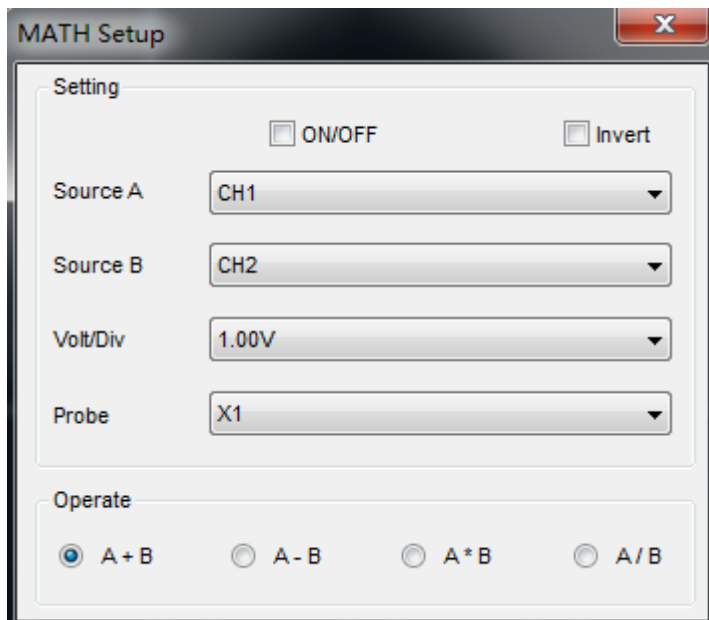 MATH Setup
Setting
ON/OFF Invert
Source A CH1
Source B CH2
Volt/Div 1.00V
Probe X1
Operate
A + B A - B A * B A / B